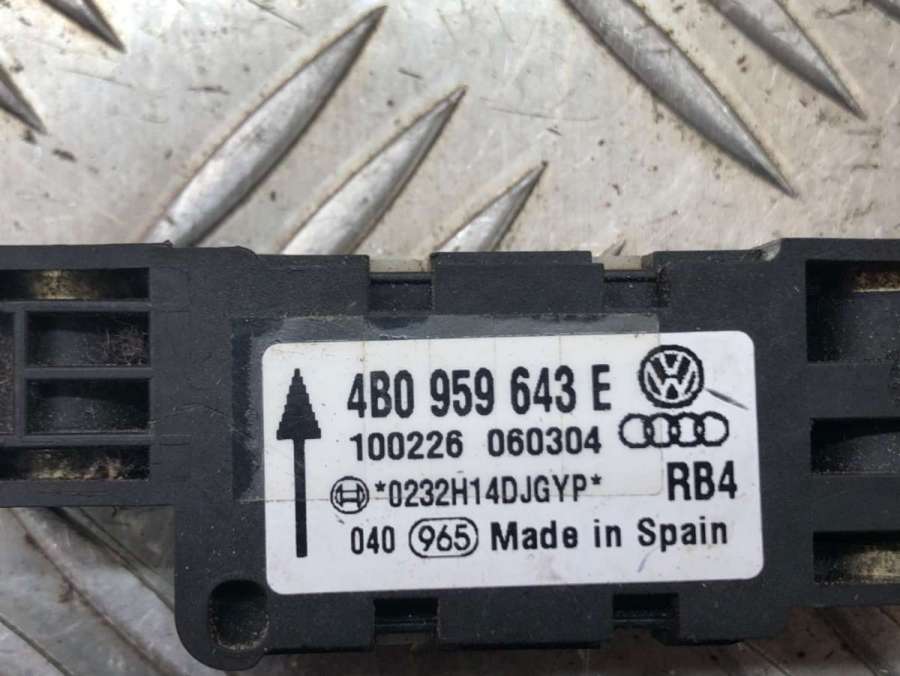 4B0 959 643 E
100226 060304
*0232H14DJGYP* RB4
040 965 Made in Spain